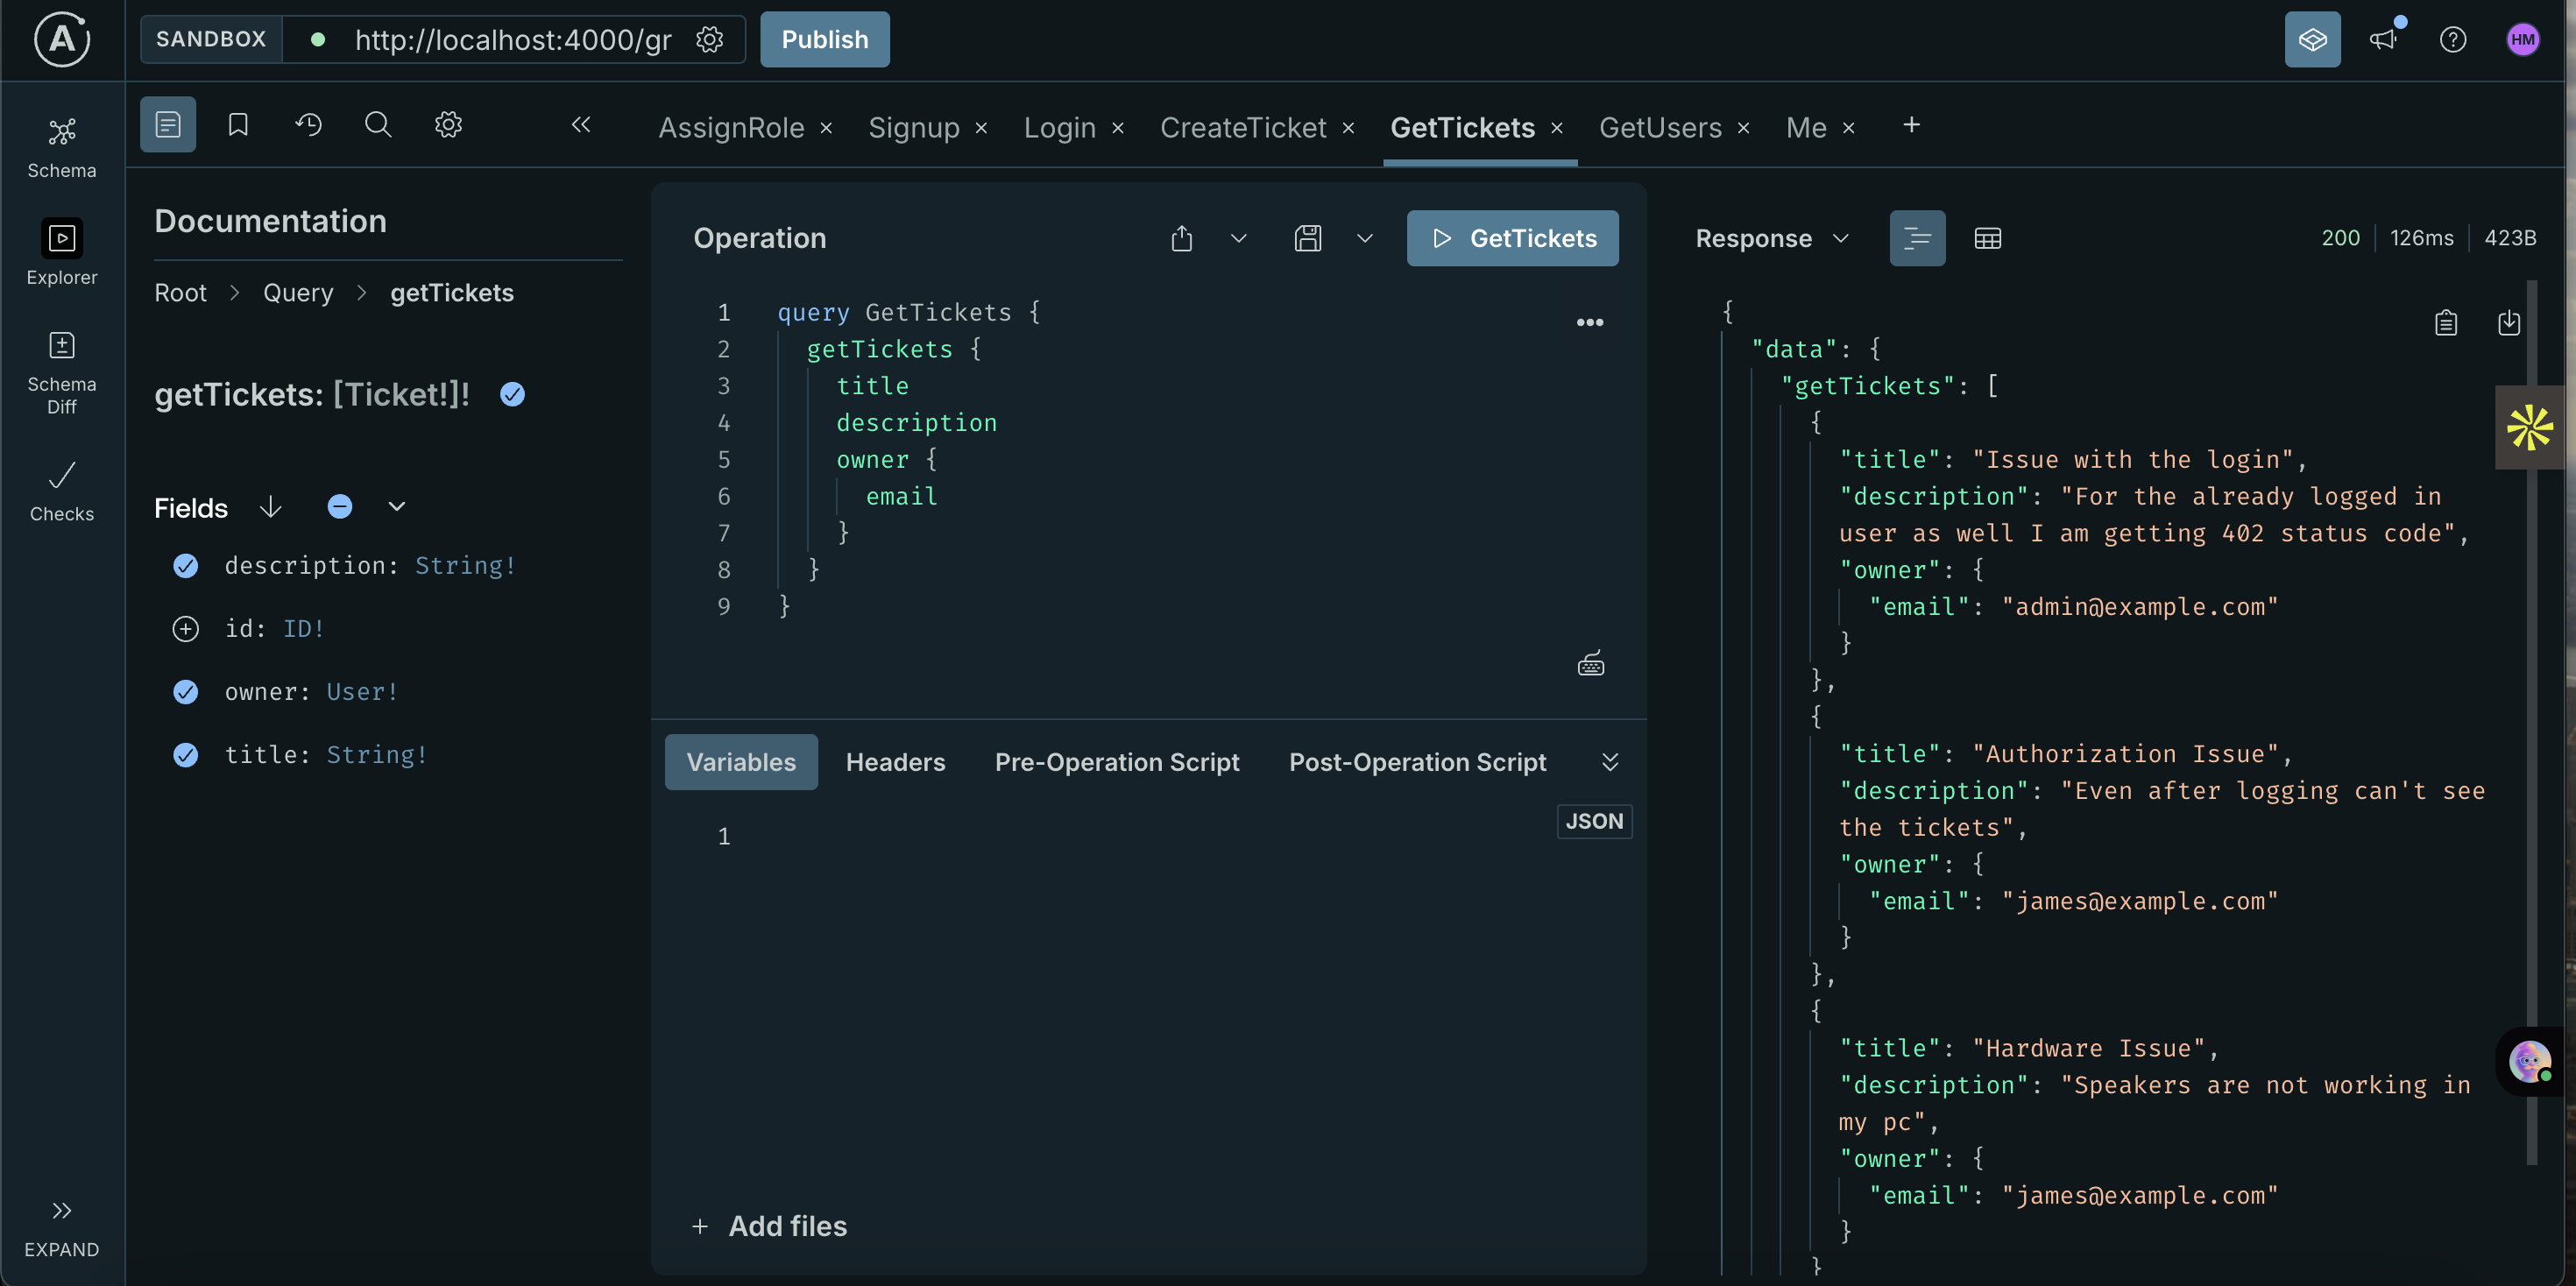 A
SANDBOX
http://localhost:4000/gr
Publish
HM
Schema
Explorer
Schema
Diff
Checks
EXPAND
AssignRole
Signup
Login
CreateTicket
GetTickets
GetUsers
Me
Documentation
Root > Query > getTickets
getTickets: [Ticket!]!
Fields
description: String!
id: ID!
owner: User!
title: String!
Operation
GetTickets
1 query GetTickets {
2 getTickets {
3 title
4 description
5 owner {
6 email
7 }
8 }
9 }
Variables
Headers
Pre-Operation Script
Post-Operation Script
JSON
1
+ Add files
Response
200
126ms
423B
{
"data": {
"getTickets": [
{
"title": "Issue with the login",
"description": "For the already logged in
user as well I am getting 402 status code",
"owner": {
"email": "admin@example.com"
}
},
{
"title": "Authorization Issue",
"description": "Even after logging can't see
the tickets",
"owner": {
"email": "james@example.com"
}
},
{
"title": "Hardware Issue",
"description": "Speakers are not working in
my pc",
"owner": {
"email": "james@example.com"
}
}